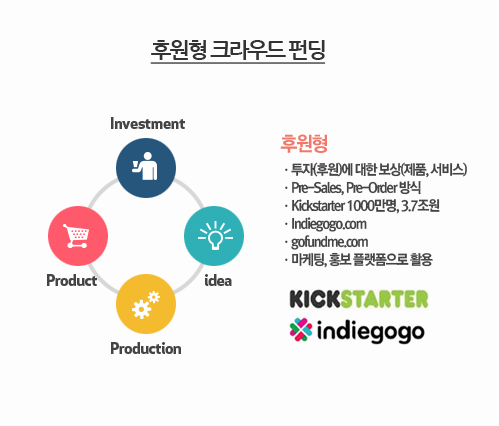 후원형 크라우드 펀딩
Investment
Product
idea
Production
후원형
· 투자(후원)에 대한 보상(제품, 서비스)
· Pre-Sales, Pre-Order 방식
· Kickstarter 1000만명, 3.7조원
· Indiegogo.com
· gofundme.com
· 마케팅, 홍보 플랫폼으로 활용
KICKSTARTER
indiegogo